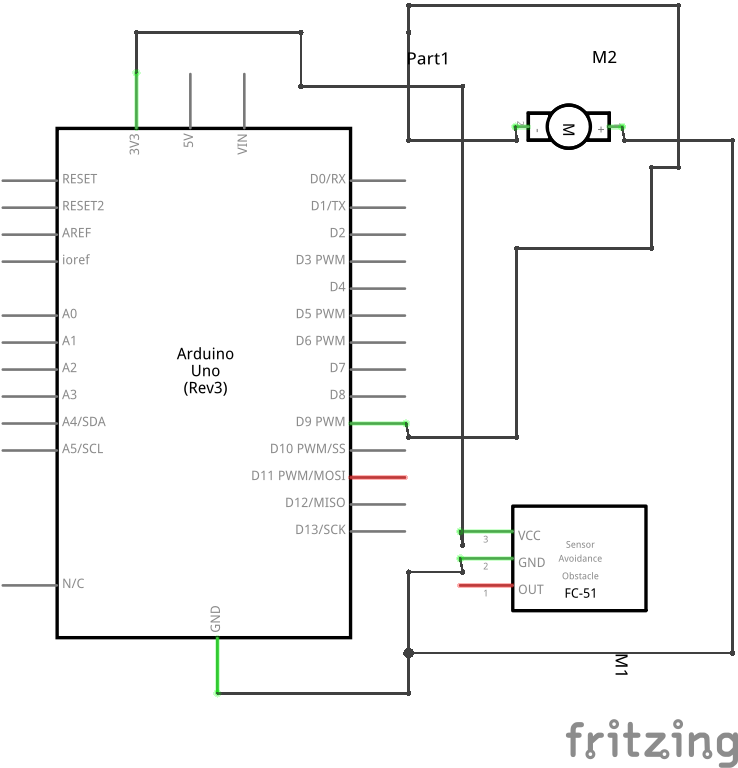 Part1
M2
3V3
5V
VIN
M
-
+
RESET
RESET2
AREF
ioref
A0
A1
A2
A3
A4/SDA
A5/SCL
N/C
Arduino
Uno
(Rev3)
D0/RX
D1/TX
D2
D3 PWM
D4
D5 PWM
D6 PWM
D7
D8
D9 PWM
D10 PWM/SS
D11 PWM/MOSI
D12/MISO
D13/SCK
GND
3
2
1
VCC
GND
OUT
Sensor
Avoidance
Obstacle
FC-51
M1
fritzing